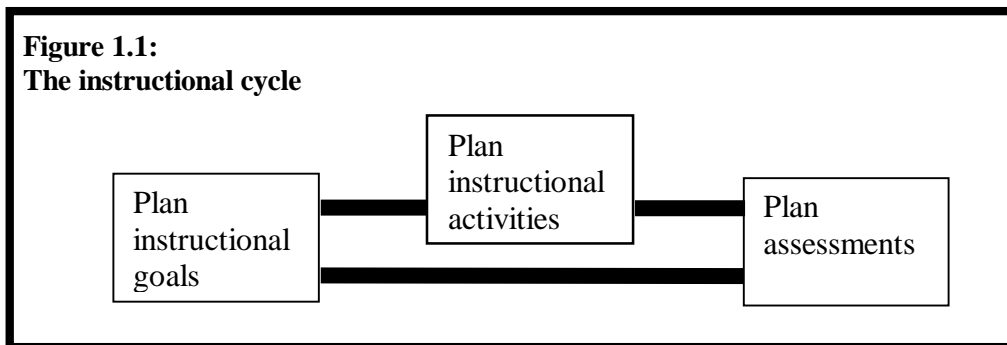 Figure 1.1:
The instructional cycle
Plan
instructional
goals
Plan
instructional
activities
Plan
assessments